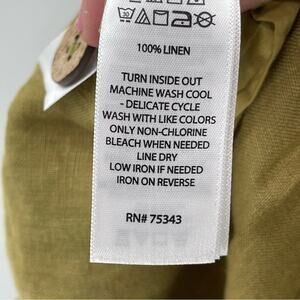 100% LINEN
TURN INSIDE OUT
MACHINE WASH COOL
- DELICATE CYCLE
WASH WITH LIKE COLORS
ONLY NON-CHLORINE
BLEACH WHEN NEEDED
LINE DRY
LOW IRON IF NEEDED
IRON ON REVERSE
RN# 75343